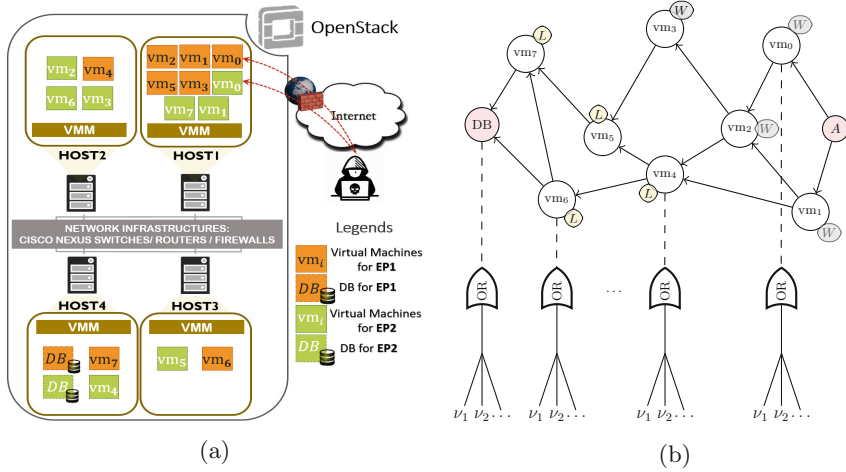 openstack
vm2 vm4
vm6 vm3
VMM
HOST2
vm2 vm1 vm0
vm5 vm3 vm0
vm7 vm1
VMM
HOST1
Internet
NETWORK INFRASTRUCTURES:
CISCO NEXUS SWITCHES/ ROUTERS / FIREWALLS
HOST4
VMM
DB vm7
DB vm4
HOST3
VMM
vm5 vm6
Legends
vmi Virtual Machines
for EP1
DB DB for EP1
vmi Virtual Machines
for EP2
DB DB for EP2
(a)
W
W
L
vm3
vm0
vm7
L
DB
vm5
vm2
W
A
L
vm4
vm6
L
vm1
W
OR
OR
...
OR
OR
ν1 ν2 ...
ν1 ν2 ...
ν1 ν2 ...
ν1 ν2 ...
(b)